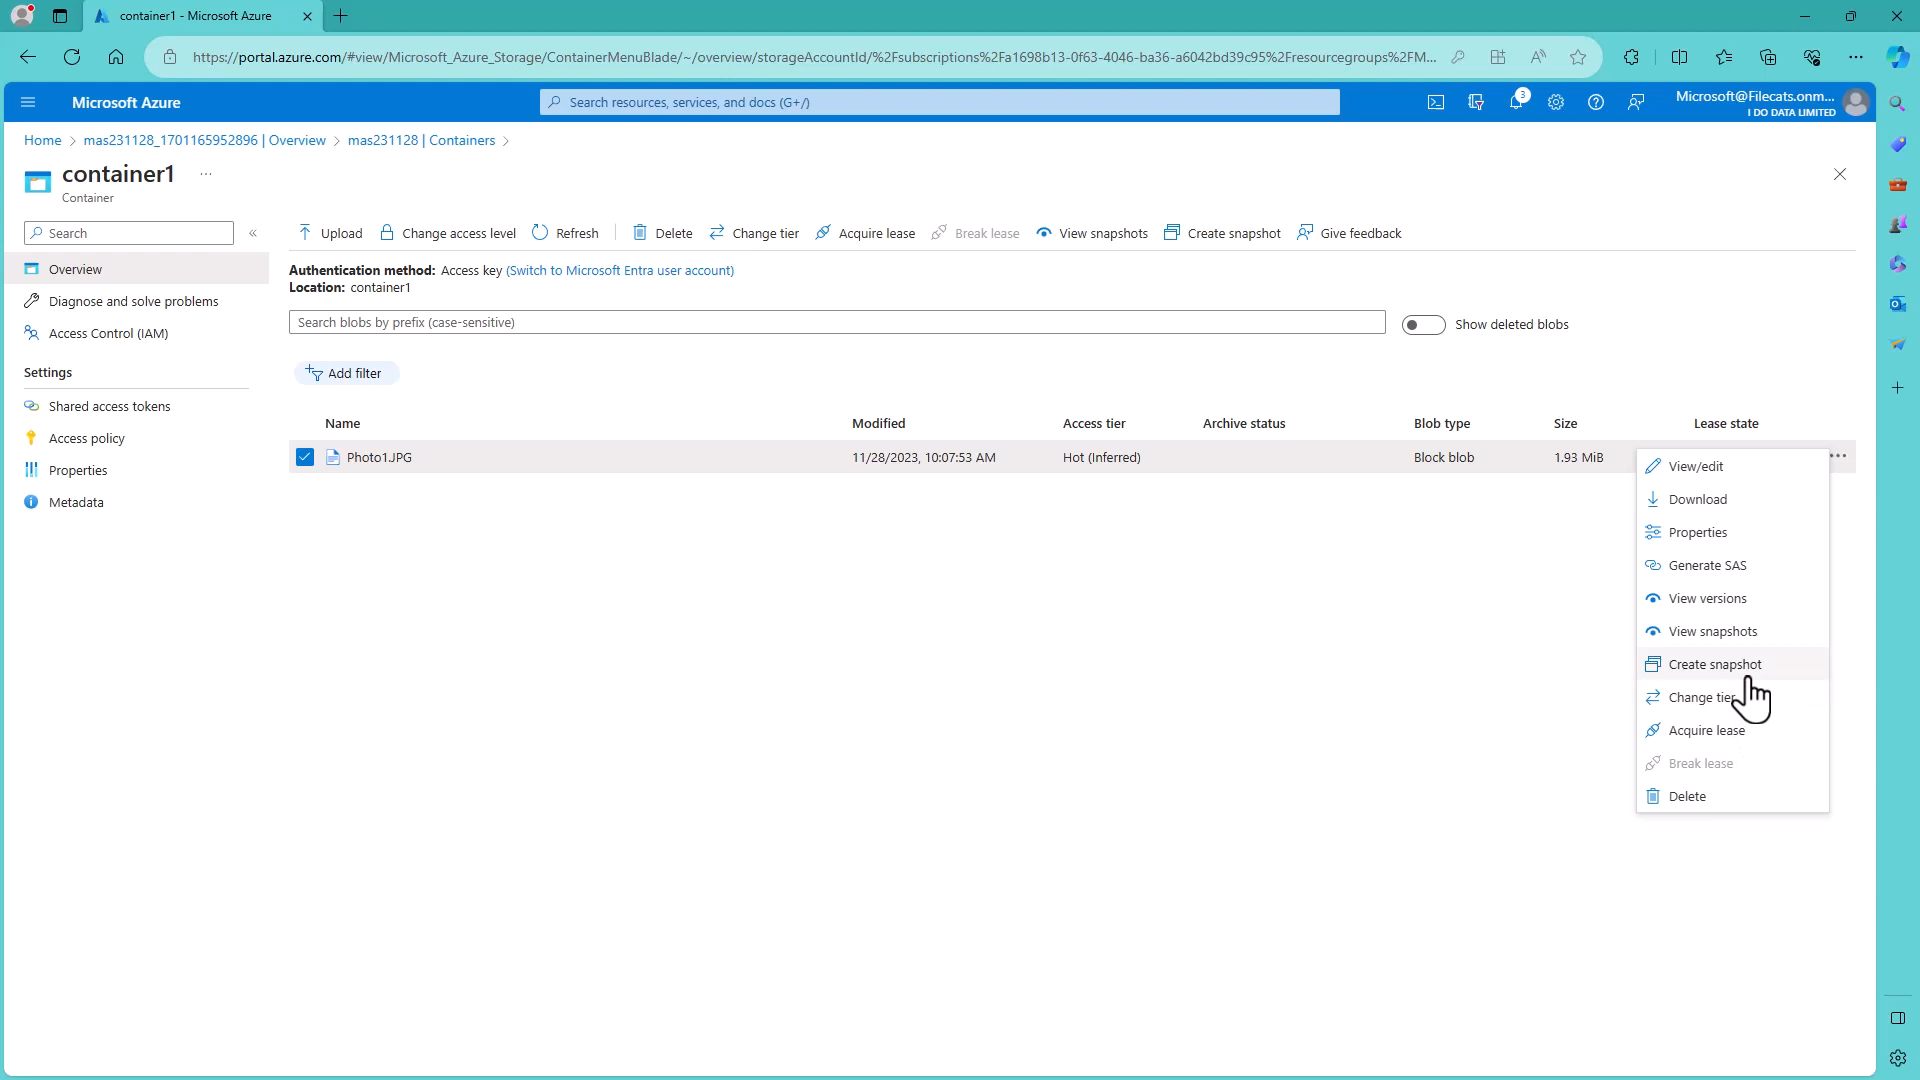 container1 - Microsoft Azure
https://portal.azure.com/#view/Microsoft_Azure_Storage/ContainerMenuBlade/~/overview/storageAccountId/%2Fsubscriptions%2Fa1698b13-0f63-4046-ba36-a6042bd39c95%2Fresourcegroups%2FM...
Microsoft Azure
Search resources, services, and docs (G+/)
3
Microsoft@Filecats.onm...
I DO DATA LIMITED
Home > mas231128_1701165952896 | Overview > mas231128 | Containers >
container1 ...
Container
Search
«
Upload
Change access level
Refresh
Delete
Change tier
Acquire lease
Break lease
View snapshots
Create snapshot
Give feedback
Overview
Diagnose and solve problems
Access Control (IAM)
Settings
Shared access tokens
Access policy
Properties
Metadata
Authentication method: Access key (Switch to Microsoft Entra user account)
Location: container1
Search blobs by prefix (case-sensitive)
Show deleted blobs
Add filter
Name Modified Access tier Archive status Blob type Size Lease state
Photo1.JPG 11/28/2023, 10:07:53 AM Hot (Inferred) Block blob 1.93 MiB
View/edit
Download
Properties
Generate SAS
View versions
View snapshots
Create snapshot
Change tier
Acquire lease
Break lease
Delete